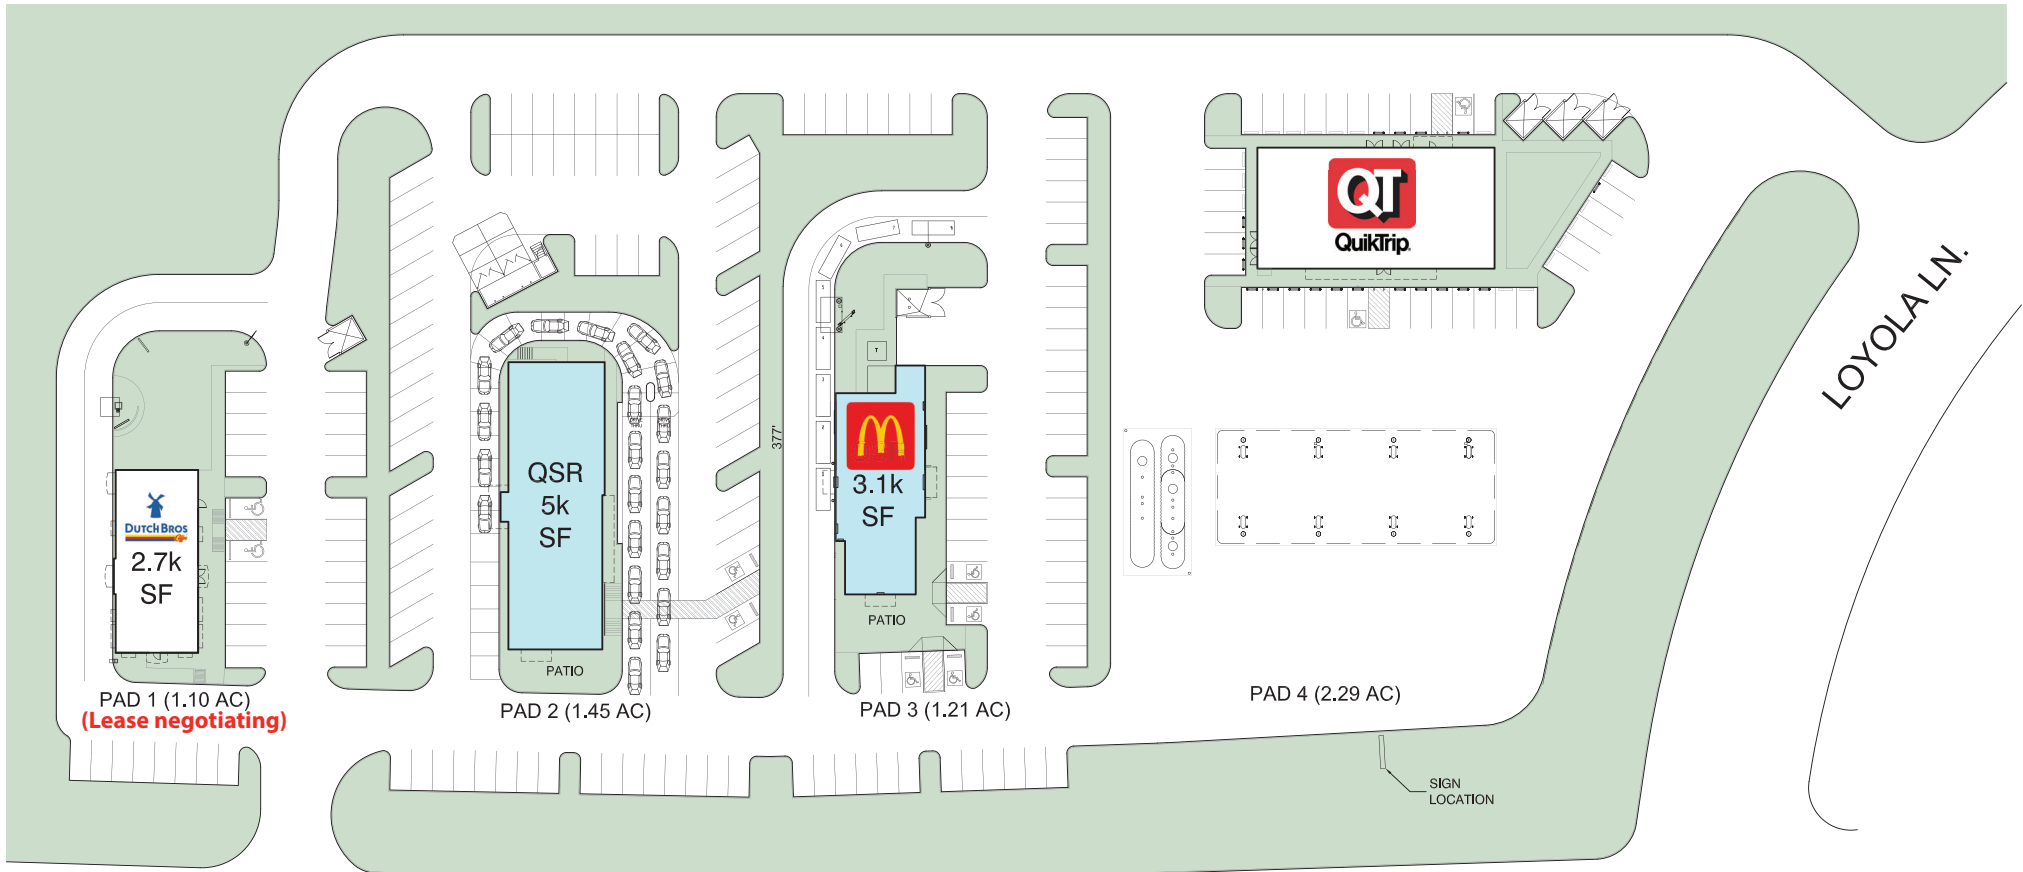 QT
QuikTrip
LOYOLA LN.
377'
T
DUTCH BROS
2.7k
SF
QSR
5k
SF
3.1k
SF
PATIO
PATIO
PAD 1 (1.10 AC)
(Lease negotiating)
PAD 2 (1.45 AC)
PAD 3 (1.21 AC)
PAD 4 (2.29 AC)
SIGN
LOCATION